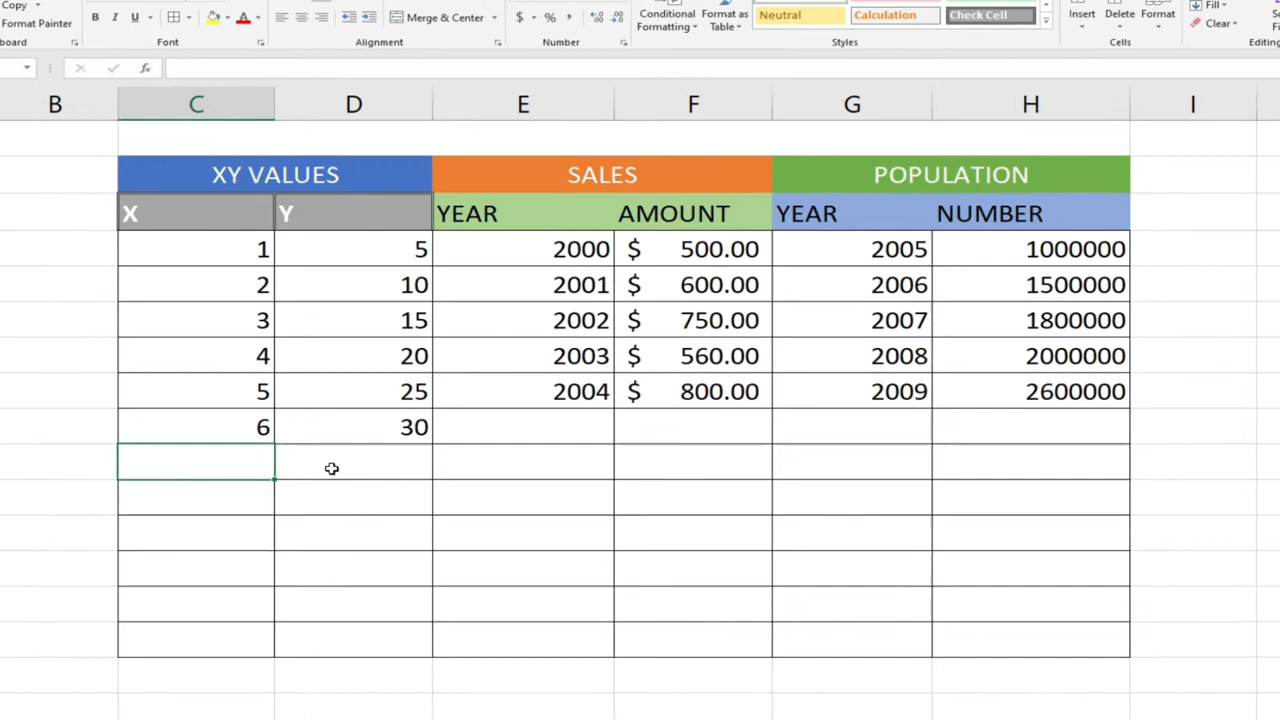 Copy
Merge & Center
Conditional Format as
Neutral Calculation Check Cell
Insert Delete Format
Fill
Format Painter
B I U A $ % ,
Formatting Table
Clear
Font Alignment Number Styles Cells Editing
fx
B C D E F G H I
XY VALUES SALES POPULATION
X Y YEAR AMOUNT YEAR NUMBER
1 5 2000 $ 500.00 2005 1000000
2 10 2001 $ 600.00 2006 1500000
3 15 2002 $ 750.00 2007 1800000
4 20 2003 $ 560.00 2008 2000000
5 25 2004 $ 800.00 2009 2600000
6 30